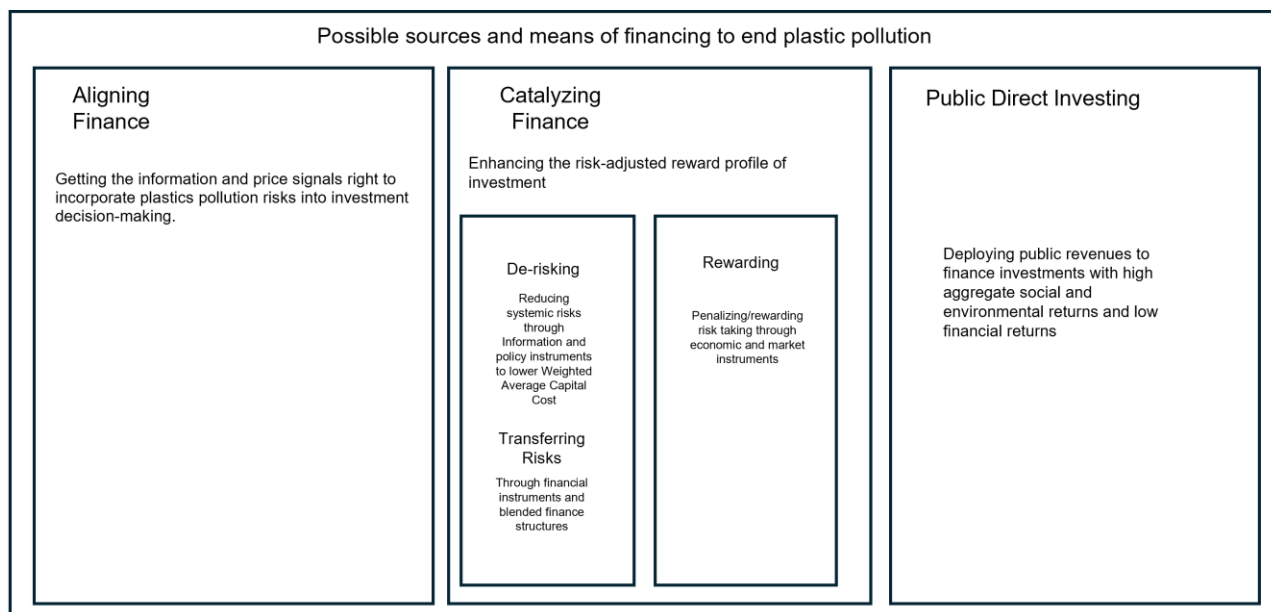 Possible sources and means of financing to end plastic pollution
Aligning
Finance
Getting the information and price signals right to
incorporate plastics pollution risks into investment
decision-making.
Catalyzing
Finance
Enhancing the risk-adjusted reward profile of
investment
De-risking
Reducing
systemic risks
through
Information and
policy instruments
to lower Weighted
Average Capital
Cost
Transferring
Risks
Through financial
instruments and
blended finance
structures
Rewarding
Penalizing/rewarding
risk taking through
economic and market
instruments
Public Direct Investing
Deploying public revenues to
finance investments with high
aggregate social and
environmental returns and low
financial returns